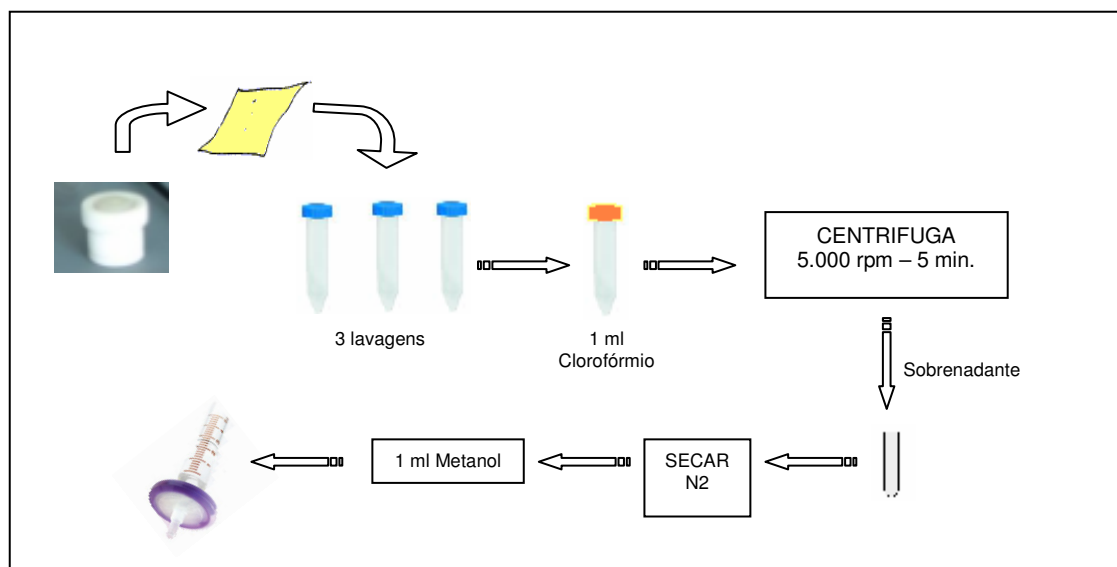 3 lavagens
1 ml
Clorofórmio
CENTRIFUGA
5.000 rpm – 5 min.
Sobrenadante
SECAR
N2
1 ml Metanol